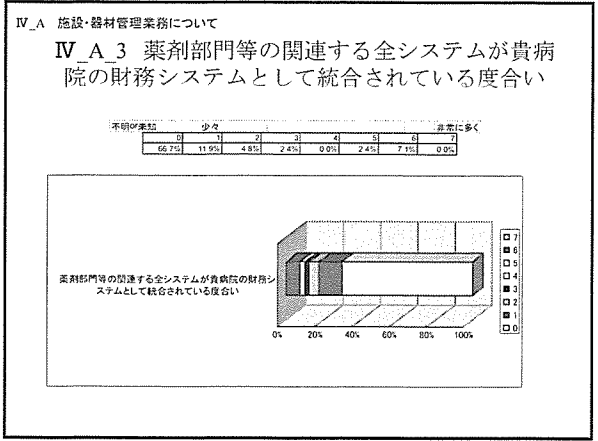 Ⅳ_A 施設・器材管理業務について
Ⅳ_A_3 薬剤部門等の関連する全システムが貴病
院の財務システムとして統合されている度合い
不明or未知 少々 非常に多く
0 1 2 3 4 5 6 7
66.7% 11.9% 4.8% 2.4% 0.0% 2.4% 7.1% 0.0%
薬剤部門等の関連する全システムが貴病院の財務シ
ステムとして統合されている度合い
0% 20% 40% 60% 80% 100%
7
6
5
4
3
2
1
0